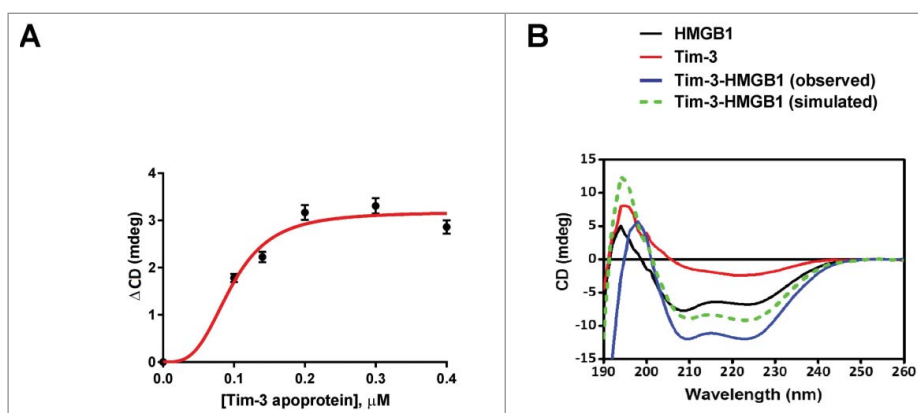 A
4
3
2
1
0
ΔCD (mdeg)
0.0 0.1 0.2 0.3 0.4
[Tim-3 apoprotein], μM
B
HMGB1
Tim-3
Tim-3-HMGB1 (observed)
Tim-3-HMGB1 (simulated)
15
10
5
0
-5
-10
-15
CD (mdeg)
190 200 210 220 230 240 250 260
Wavelength (nm)